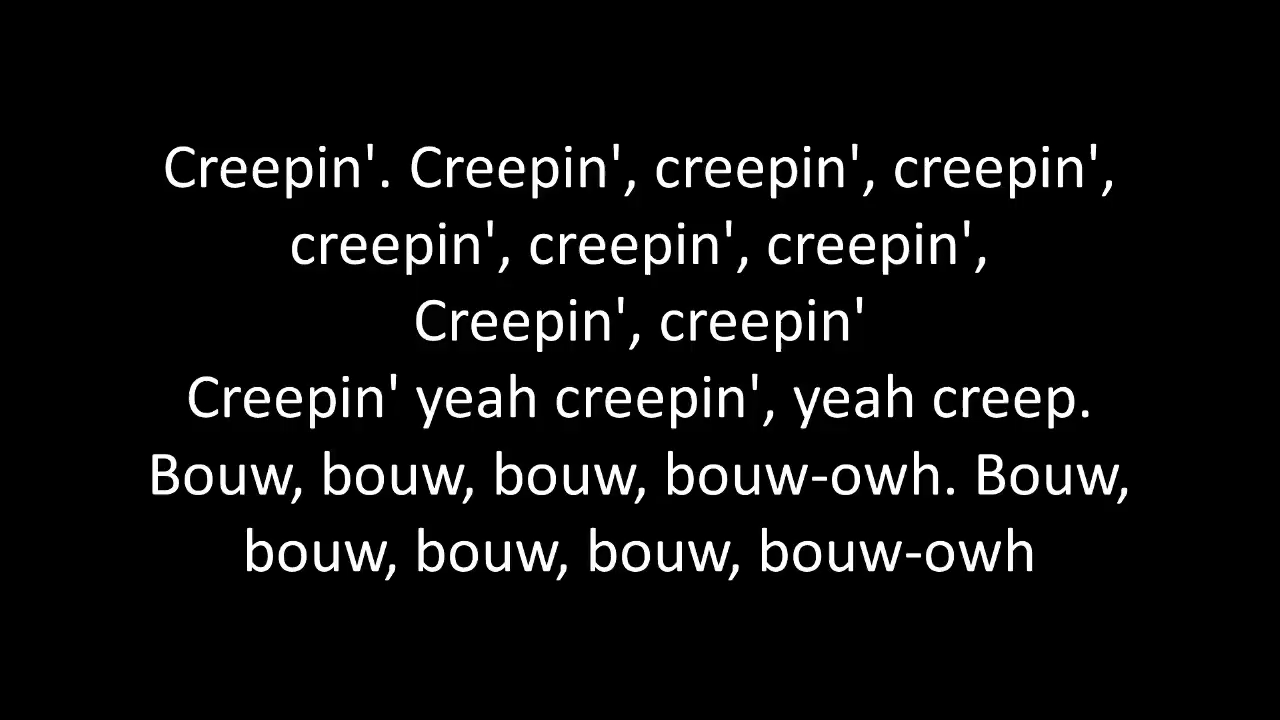 Creepin'. Creepin', creepin', creepin',
creepin', creepin', creepin',
Creepin', creepin'
Creepin' yeah creepin', yeah creep.
Bouw, bouw, bouw, bouw-owh. Bouw,
bouw, bouw, bouw, bouw-owh